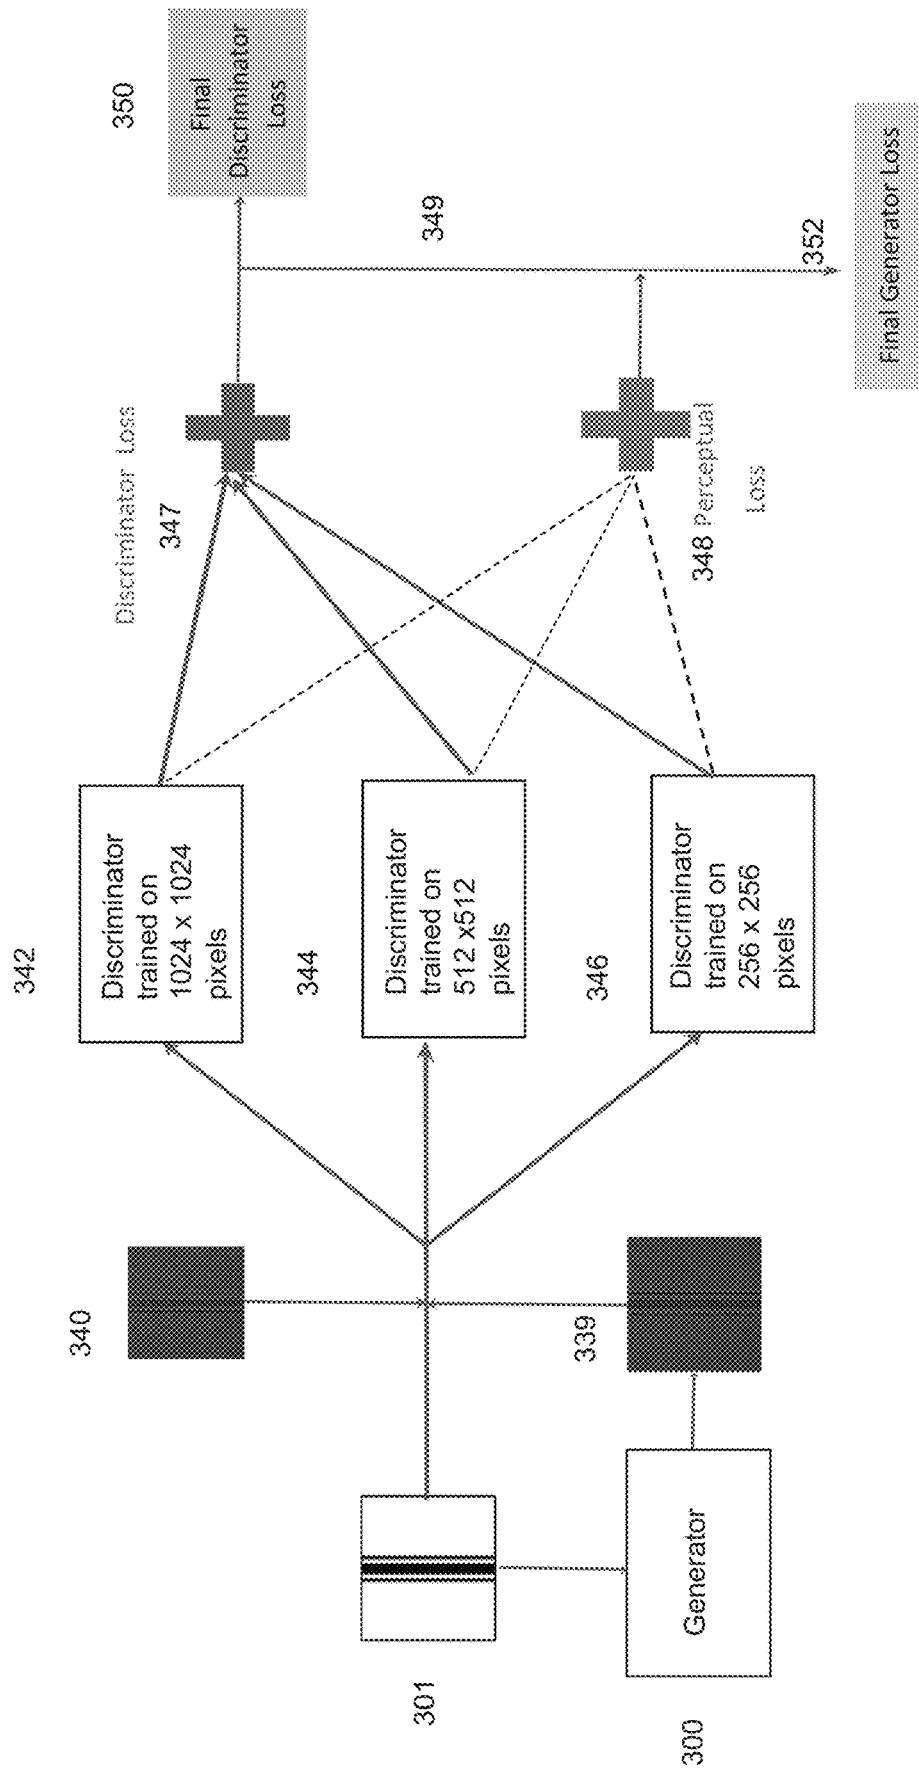 350
Final
Discriminator
Loss
349
352
Final Generator Loss
Discriminator Loss
347
348 Perceptual
Loss
342
Discriminator
trained on
1024 x 1024
pixels
344
Discriminator
trained on
512 x512
pixels
346
Discriminator
trained on
256 x 256
pixels
340
339
301
Generator
300